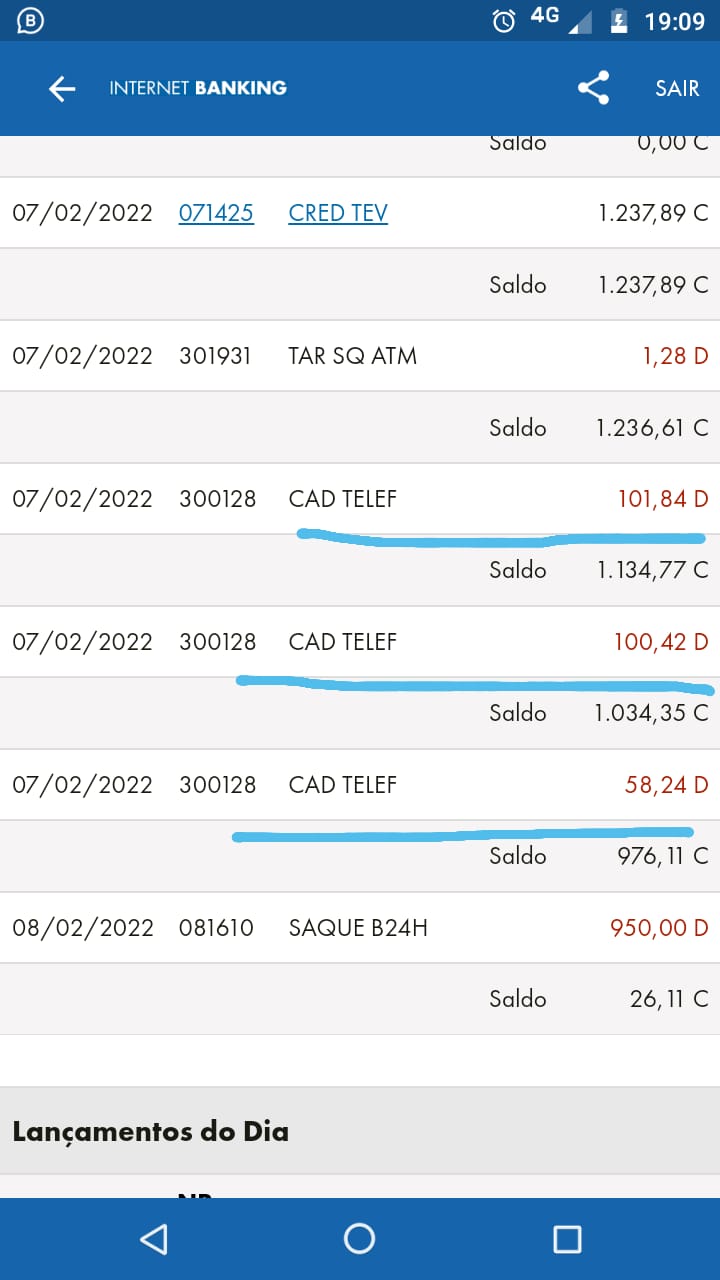 B 4G 19:09
INTERNET BANKING SAIR
Saldo 0,00 C
07/02/2022 071425 CRED TEV 1.237,89 C
Saldo 1.237,89 C
07/02/2022 301931 TAR SQ ATM 1,28 D
Saldo 1.236,61 C
07/02/2022 300128 CAD TELEF 101,84 D
Saldo 1.134,77 C
07/02/2022 300128 CAD TELEF 100,42 D
Saldo 1.034,35 C
07/02/2022 300128 CAD TELEF 58,24 D
Saldo 976,11 C
08/02/2022 081610 SAQUE B24H 950,00 D
Saldo 26,11 C
Lançamentos do Dia